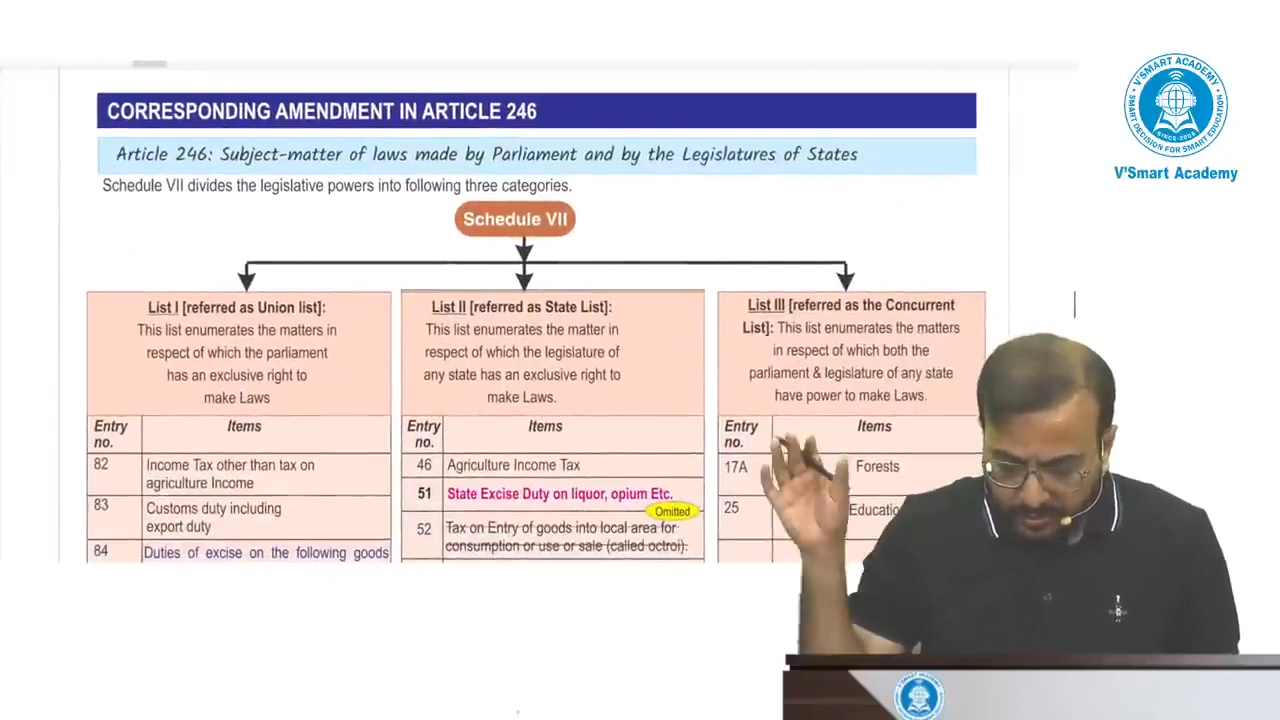 CORRESPONDING AMENDMENT IN ARTICLE 246
Article 246: Subject-matter of laws made by Parliament and by the Legislatures of States
Schedule VII divides the legislative powers into following three categories.
Schedule VII
List I [referred as Union list]:
This list enumerates the matters in
respect of which the parliament
has an exclusive right to
make Laws
Entry no. Items
82 Income Tax other than tax on
agriculture Income
83 Customs duty including
export duty
84 Duties of excise on the following goods
List II [referred as State List]:
This list enumerates the matter in
respect of which the legislature of
any state has an exclusive right to
make Laws.
Entry no. Items
46 Agriculture Income Tax
51 State Excise Duty on liquor, opium Etc.
Omitted
52 Tax on Entry of goods into local area for
consumption or use or sale (called octroi).
List III [referred as the Concurrent
List]: This list enumerates the matters
in respect of which both the
parliament & legislature of any state
have power to make Laws.
Entry no. Items
17A Forests
25
V'SMART ACADEMY
SMART DECISION FOR SMART EDUCATION
SINCE-2008
V'Smart Academy